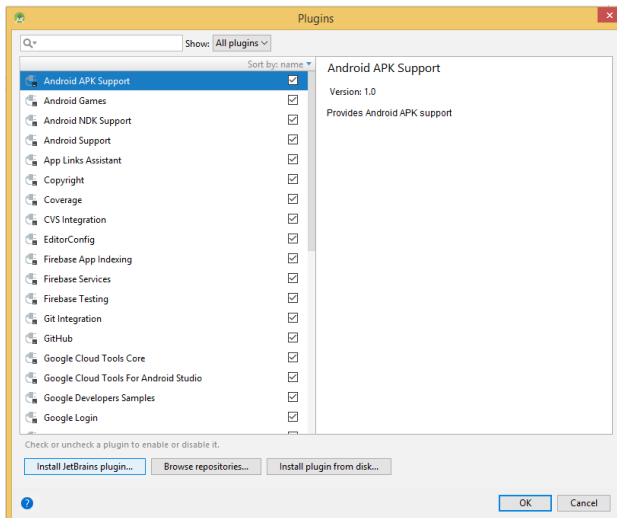 Plugins
Show: All plugins
Sort by: name
Android APK Support
Android Games
Android NDK Support
Android Support
App Links Assistant
Copyright
Coverage
CVS Integration
EditorConfig
Firebase App Indexing
Firebase Services
Firebase Testing
Git Integration
GitHub
Google Cloud Tools Core
Google Cloud Tools For Android Studio
Google Developers Samples
Google Login
Android APK Support
Version: 1.0
Provides Android APK support
Check or uncheck a plugin to enable or disable it.
Install JetBrains plugin... Browse repositories... Install plugin from disk...
? OK Cancel